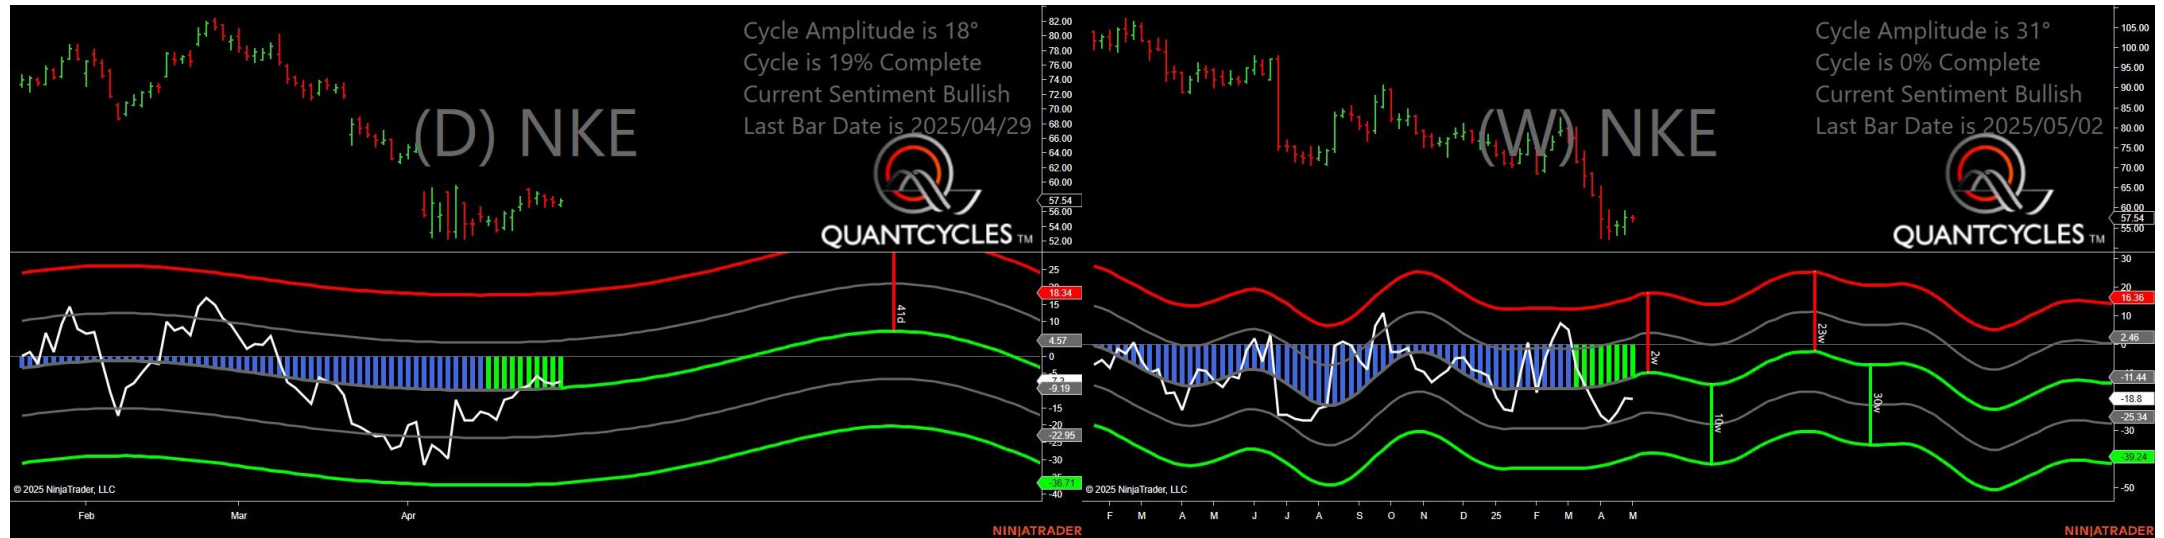 Cycle Amplitude is 18°
Cycle is 19% Complete
Current Sentiment Bullish
Last Bar Date is 2025/04/29
(D) NKE
QUANTCYCLES TM
82.00
80.00
78.00
76.00
74.00
72.00
70.00
68.00
66.00
64.00
62.00
60.00
57.54
56.00
54.00
52.00
41d
25
18.34
15
10
4.57
0
-9.19
-15
-20
-22.95
-30
-36.71
-40
© 2025 NinjaTrader, LLC
Feb Mar Apr
NINJATRADER
Cycle Amplitude is 31°
Cycle is 0% Complete
Current Sentiment Bullish
Last Bar Date is 2025/05/02
(W) NKE
QUANTCYCLES TM
105.00
100.00
95.00
90.00
85.00
80.00
75.00
70.00
65.00
60.00
57.54
55.00
2w
10w
23w
30w
30
20
16.36
10
2.46
0
-11.44
-18.8
-25.34
-30
-39.24
-50
© 2025 NinjaTrader, LLC
F M A M J J A S O N D 25 F M A M
NINJATRADER